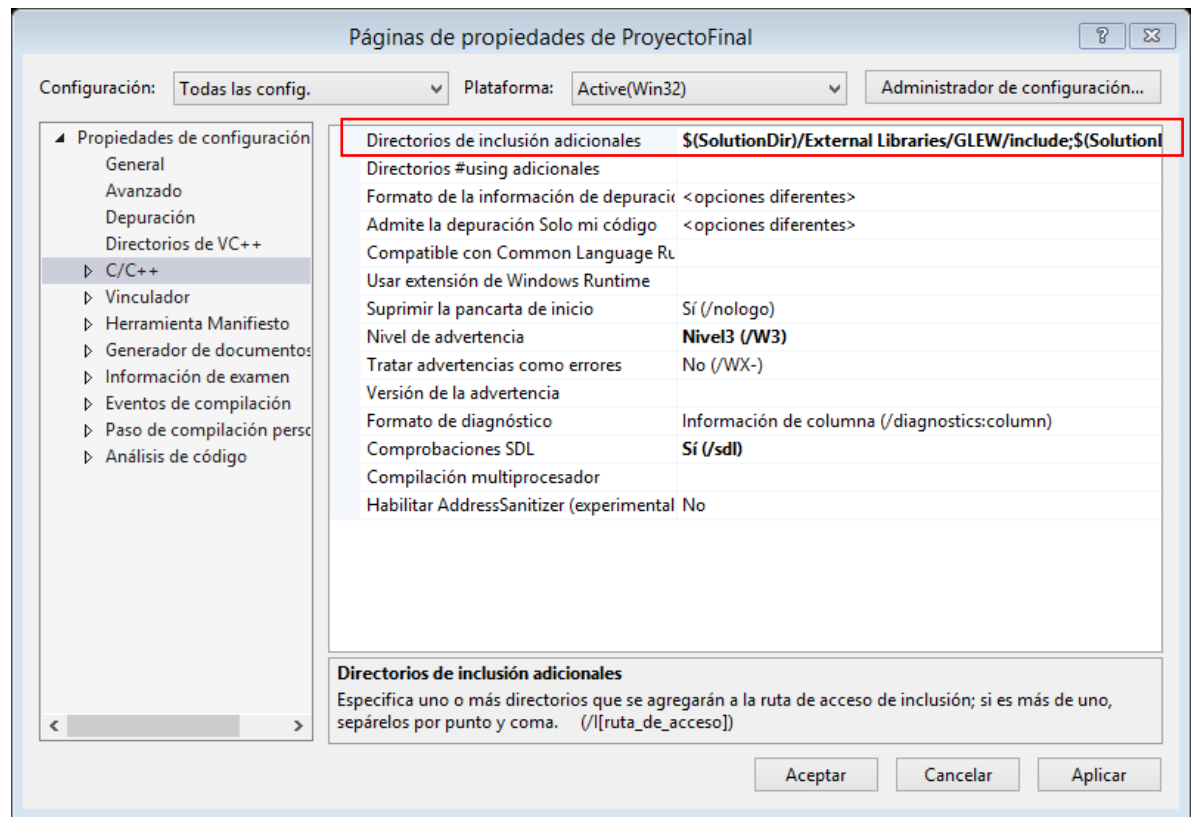 Páginas de propiedades de ProyectoFinal
Configuración: Todas las config. Plataforma: Active(Win32) Administrador de configuración...
Propiedades de configuración
General
Avanzado
Depuración
Directorios de VC++
C/C++
Vinculador
Herramienta Manifiesto
Generador de documentos
Información de examen
Eventos de compilación
Paso de compilación perso
Análisis de código
Directorios de inclusión adicionales $(SolutionDir)/External Libraries/GLEW/include;$(Solutionl
Directorios #using adicionales
Formato de la información de depuració <opciones diferentes>
Admite la depuración Solo mi código <opciones diferentes>
Compatible con Common Language Ru
Usar extensión de Windows Runtime
Suprimir la pancarta de inicio Sí (/nologo)
Nivel de advertencia Nivel3 (/W3)
Tratar advertencias como errores No (/WX-)
Versión de la advertencia
Formato de diagnóstico Información de columna (/diagnostics:column)
Comprobaciones SDL Sí (/sdl)
Compilación multiprocesador
Habilitar AddressSanitizer (experimental No
Directorios de inclusión adicionales
Especifica uno o más directorios que se agregarán a la ruta de acceso de inclusión; si es más de uno,
sepárelos por punto y coma. (/I[ruta_de_acceso])
Aceptar Cancelar Aplicar